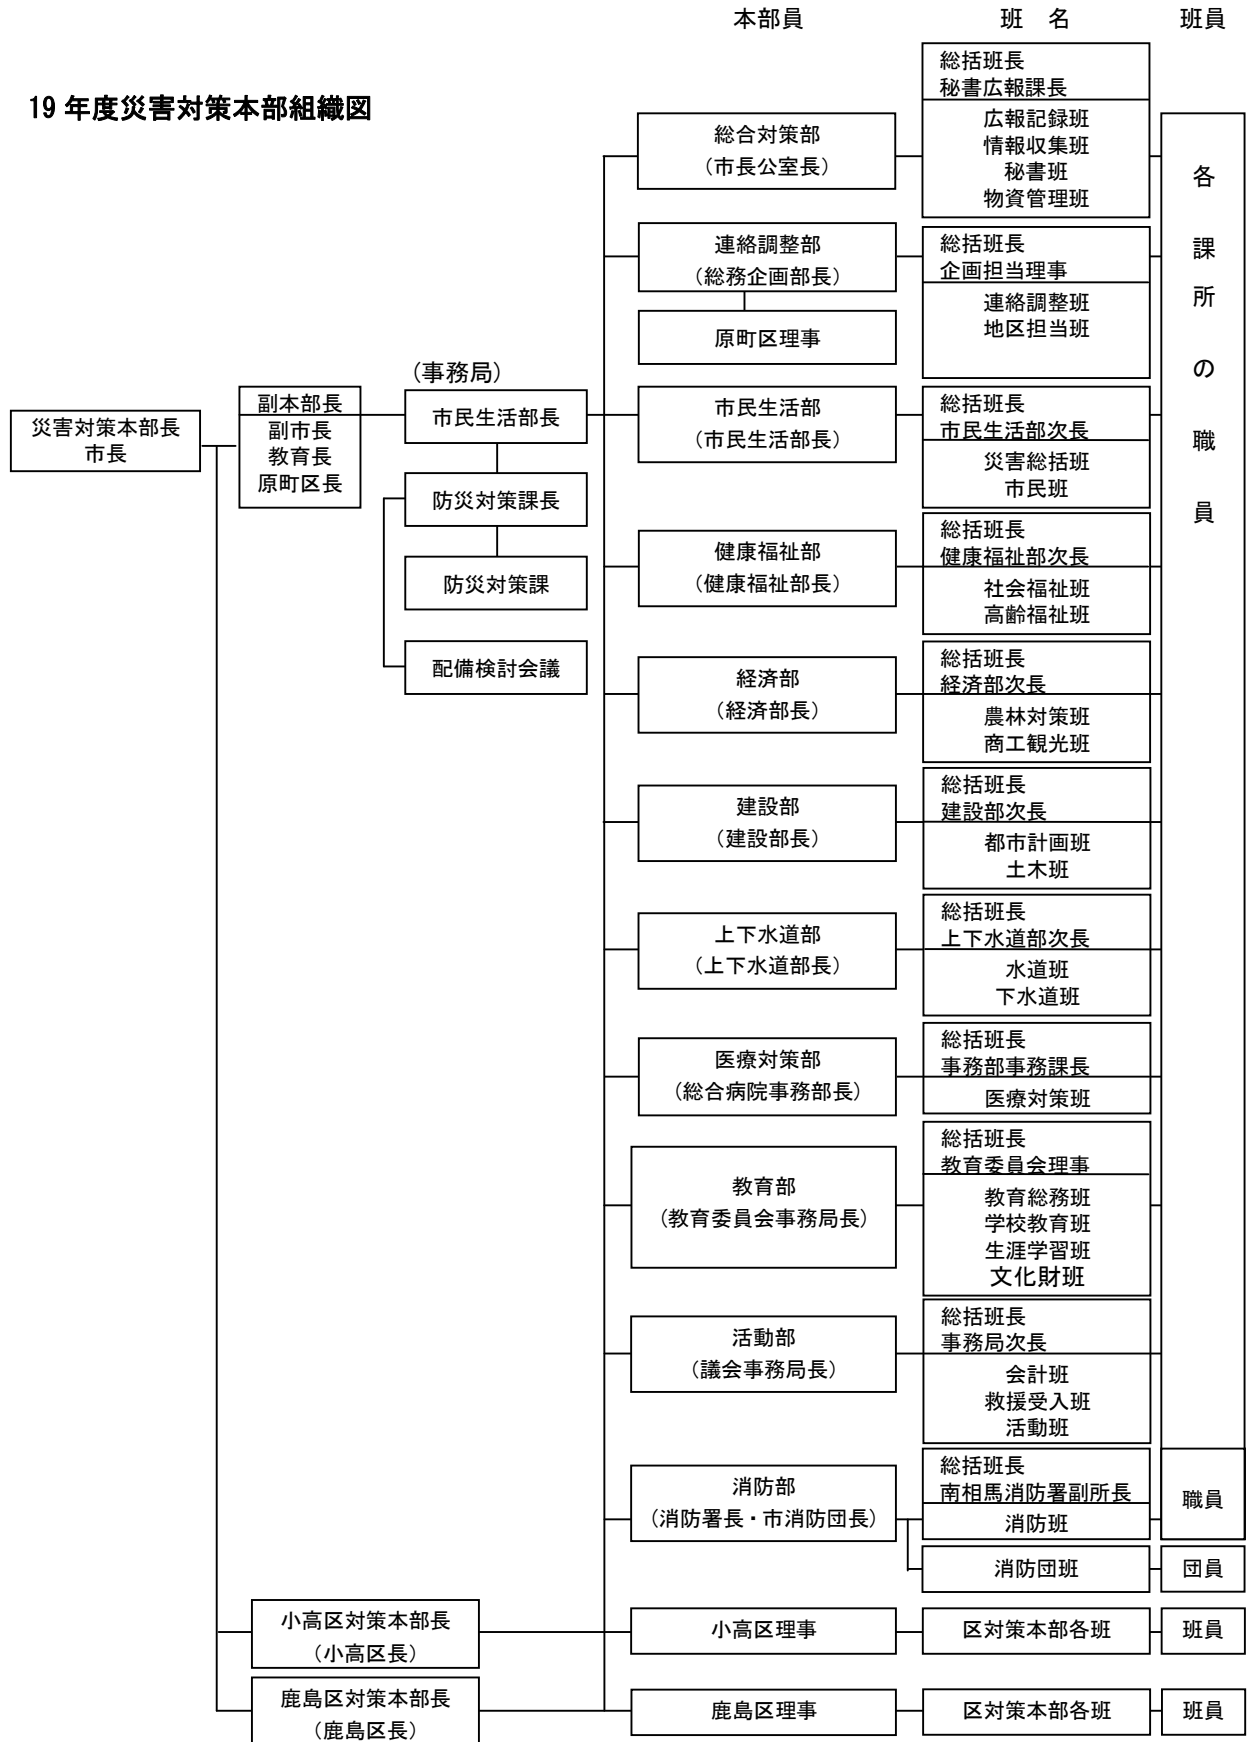 本部員
班　名
班員
19 年度災害対策本部組織図
災害対策本部長
市長
副本部長
副市長
教育長
原町区長
（事務局）
市民生活部長
防災対策課長
防災対策課
配備検討会議
総合対策部
（市長公室長）
総括班長
秘書広報課長
広報記録班
情報収集班
秘書班
物資管理班
連絡調整部
（総務企画部長）
原町区理事
総括班長
企画担当理事
連絡調整班
地区担当班
市民生活部
（市民生活部長）
総括班長
市民生活部次長
災害総括班
市民班
健康福祉部
（健康福祉部長）
総括班長
健康福祉部次長
社会福祉班
高齢福祉班
経済部
（経済部長）
総括班長
経済部次長
農林対策班
商工観光班
建設部
（建設部長）
総括班長
建設部次長
都市計画班
土木班
上下水道部
（上下水道部長）
総括班長
上下水道部次長
水道班
下水道班
医療対策部
（総合病院事務部長）
総括班長
事務部事務課長
医療対策班
教育部
（教育委員会事務局長）
総括班長
教育委員会理事
教育総務班
学校教育班
生涯学習班
文化財班
活動部
（議会事務局長）
総括班長
事務局次長
会計班
救援受入班
活動班
各課所の職員
消防部
（消防署長・市消防団長）
総括班長
南相馬消防署副所長
消防班
職員
消防団班
団員
小高区対策本部長
（小高区長）
小高区理事
区対策本部各班
班員
鹿島区対策本部長
（鹿島区長）
鹿島区理事
区対策本部各班
班員